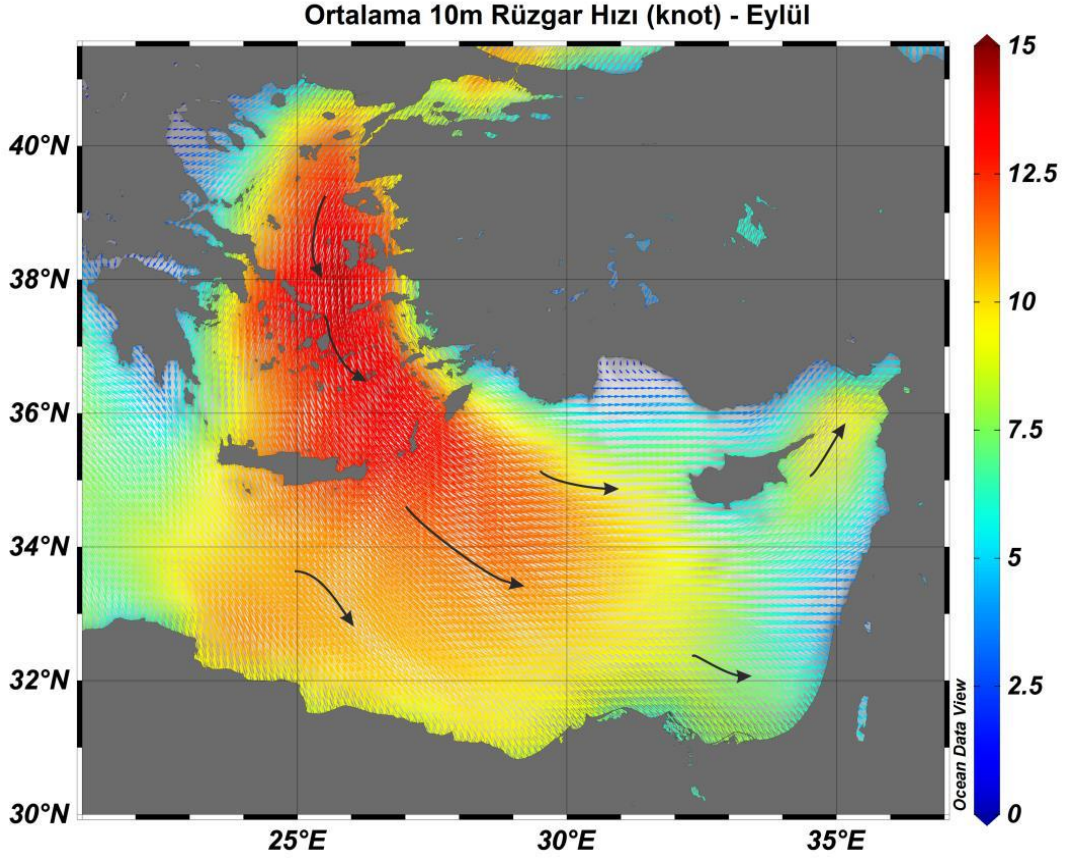 Ortalama 10m Rüzgar Hızı (knot) - Eylül
15
40°N
12.5
38°N
10
36°N
7.5
34°N
5
32°N
2.5
30°N
0
Ocean Data View
25°E
30°E
35°E